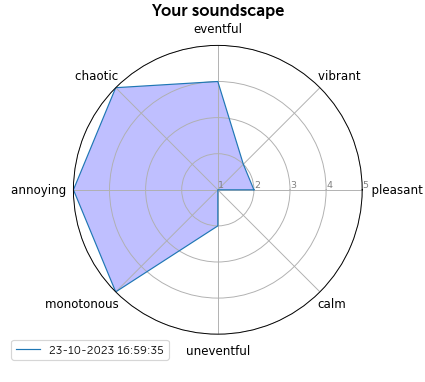 Your soundscape
eventful
chaotic
vibrant
annoying
1
2
3
4
5
pleasant
monotonous
calm
uneventful
23-10-2023 16:59:35